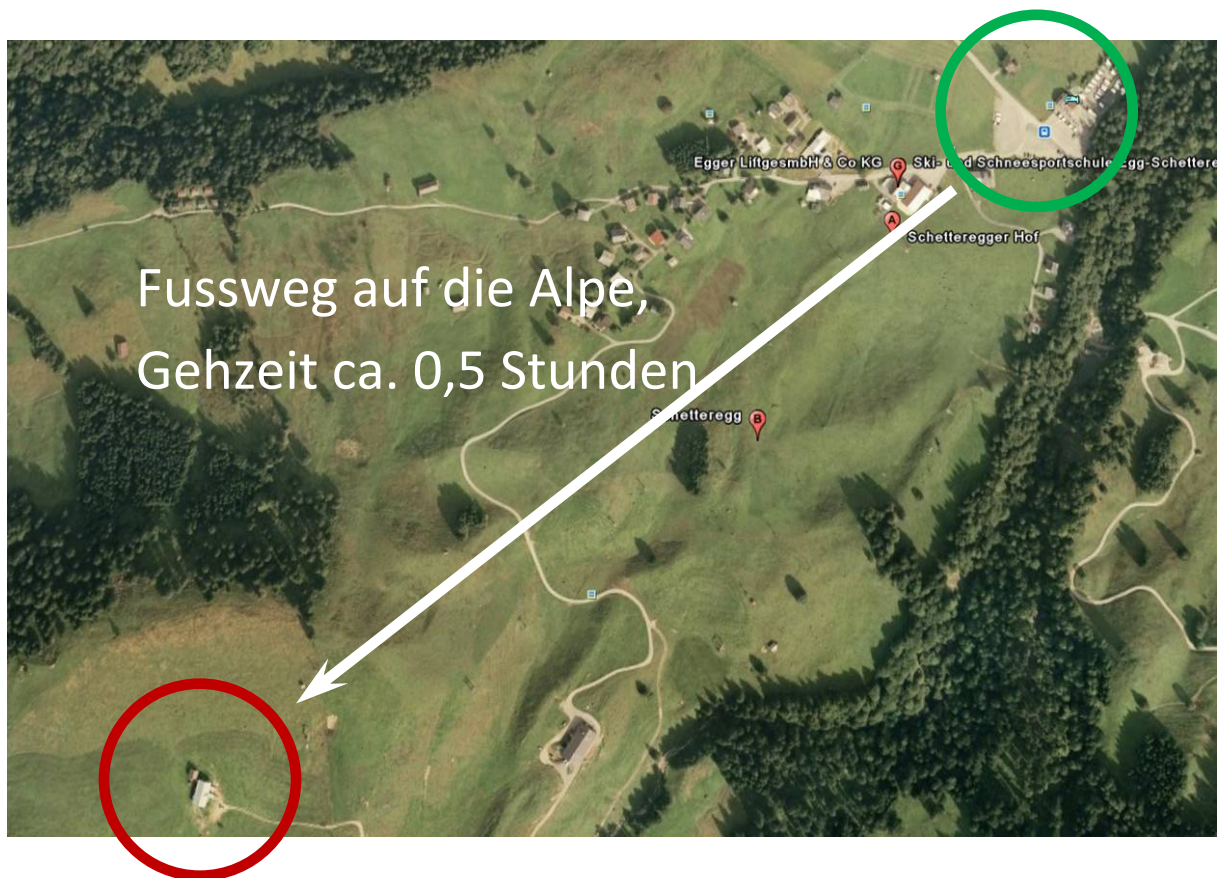 Egger LiftgesmbH & Co KG
G
Ski- und Schneesportschule Egg-Schettere
A
Schetteregger Hof
Fussweg auf die Alpe,
Gehzeit ca. 0,5 Stunden
Schetteregg
B